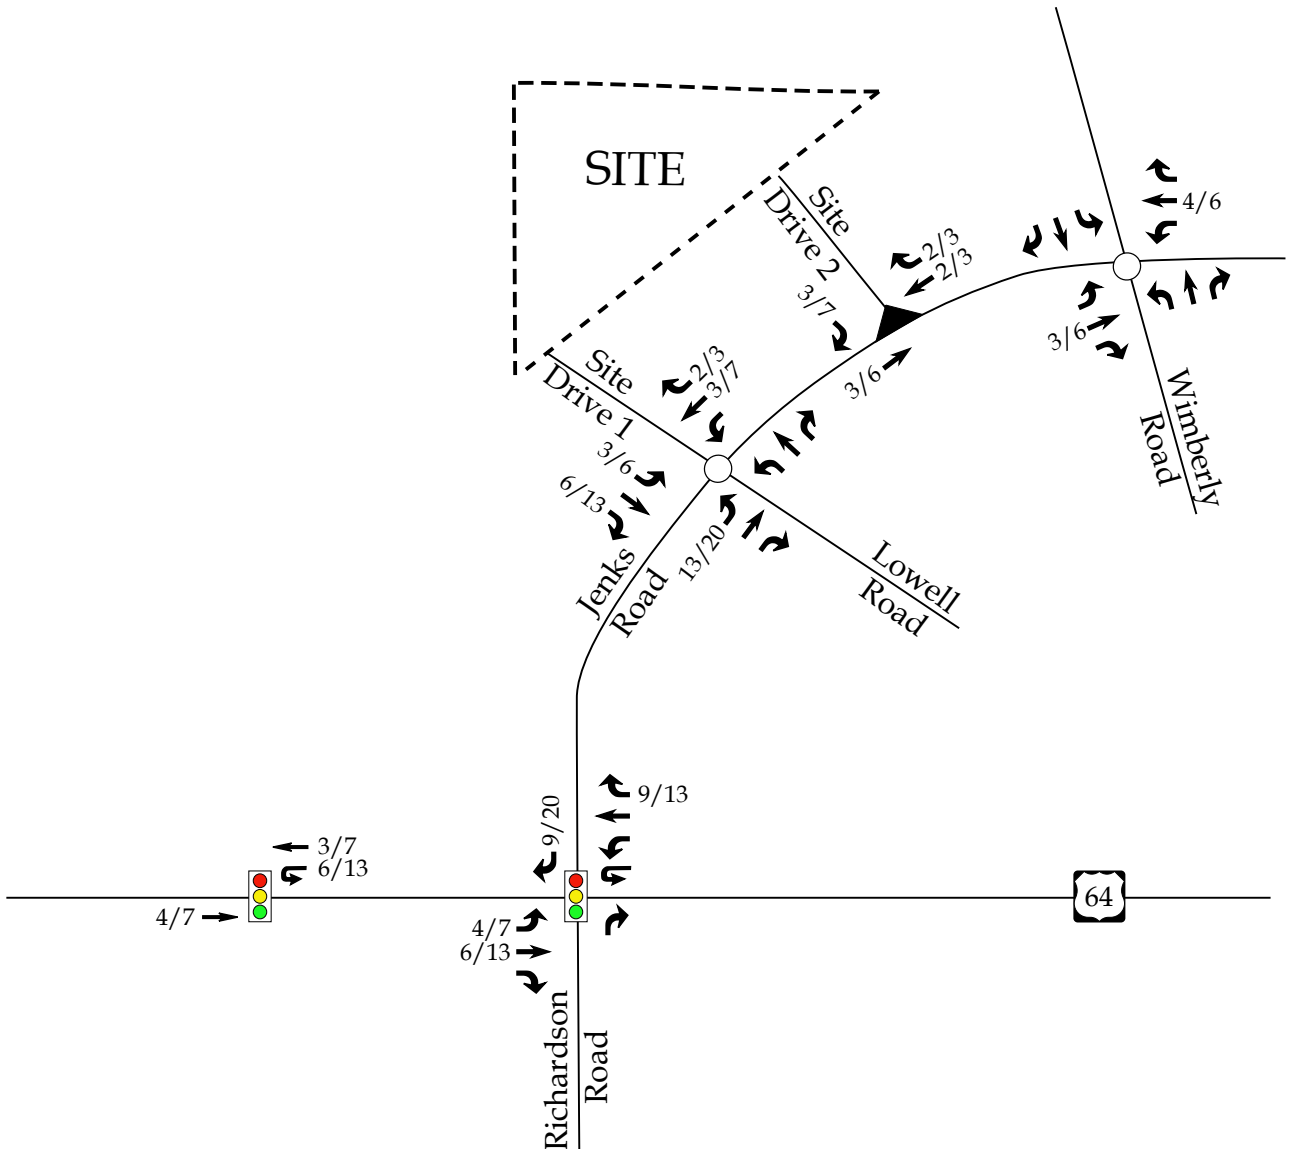 SITE
Site
Drive 2
2/3
2/3
4/6
3/7
3/6
3/6
Wimberly
Road
Site
Drive 1
2/3
3/7
3/6
6/13
13/20
Jenks
Road
Lowell
Road
9/20
9/13
3/7
6/13
4/7
64
4/7
6/13
Richardson
Road